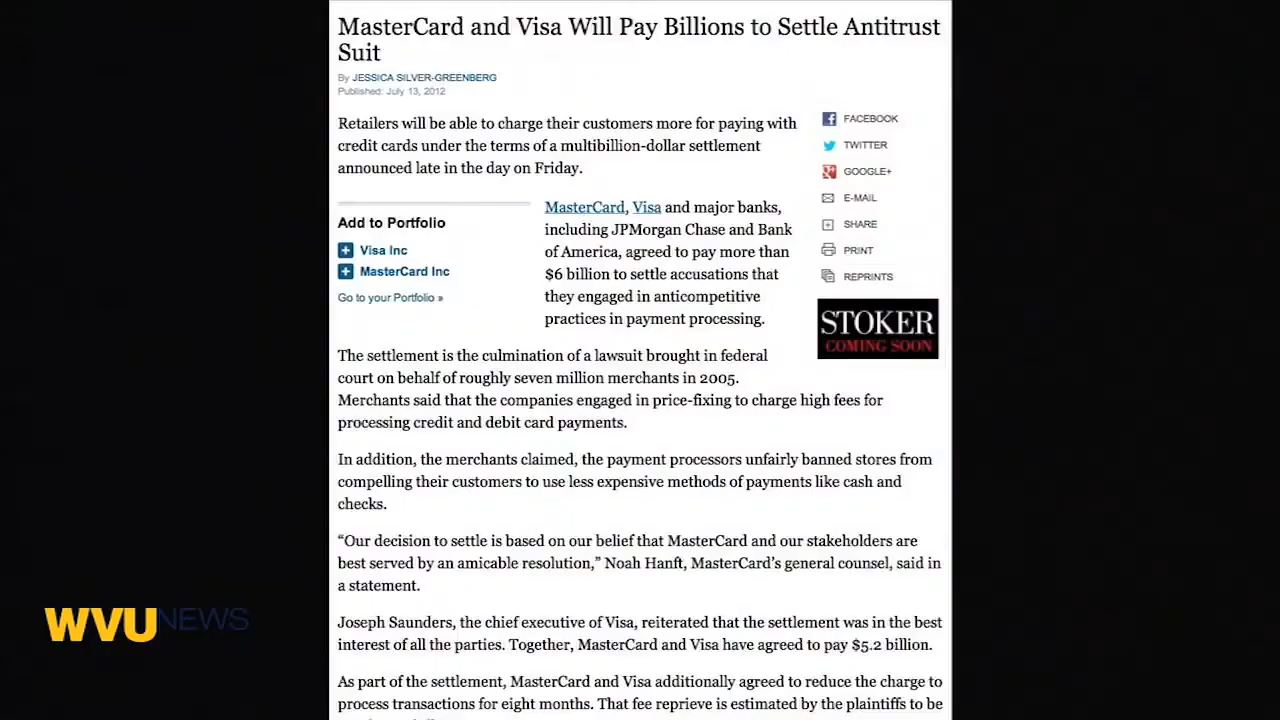 MasterCard and Visa Will Pay Billions to Settle Antitrust
Suit
By JESSICA SILVER-GREENBERG
Published: July 13, 2012
Retailers will be able to charge their customers more for paying with
credit cards under the terms of a multibillion-dollar settlement
announced late in the day on Friday.
FACEBOOK
TWITTER
GOOGLE+
E-MAIL
SHARE
PRINT
REPRINTS
STOKER
COMING SOON
Add to Portfolio
Visa Inc
MasterCard Inc
Go to your Portfolio »
MasterCard, Visa and major banks,
including JPMorgan Chase and Bank
of America, agreed to pay more than
$6 billion to settle accusations that
they engaged in anticompetitive
practices in payment processing.
The settlement is the culmination of a lawsuit brought in federal
court on behalf of roughly seven million merchants in 2005.
Merchants said that the companies engaged in price-fixing to charge high fees for
processing credit and debit card payments.
In addition, the merchants claimed, the payment processors unfairly banned stores from
compelling their customers to use less expensive methods of payments like cash and
checks.
“Our decision to settle is based on our belief that MasterCard and our stakeholders are
best served by an amicable resolution,” Noah Hanft, MasterCard’s general counsel, said in
a statement.
Joseph Saunders, the chief executive of Visa, reiterated that the settlement was in the best
interest of all the parties. Together, MasterCard and Visa have agreed to pay $5.2 billion.
As part of the settlement, MasterCard and Visa additionally agreed to reduce the charge to
process transactions for eight months. That fee reprieve is estimated by the plaintiffs to be
WVUNEWS